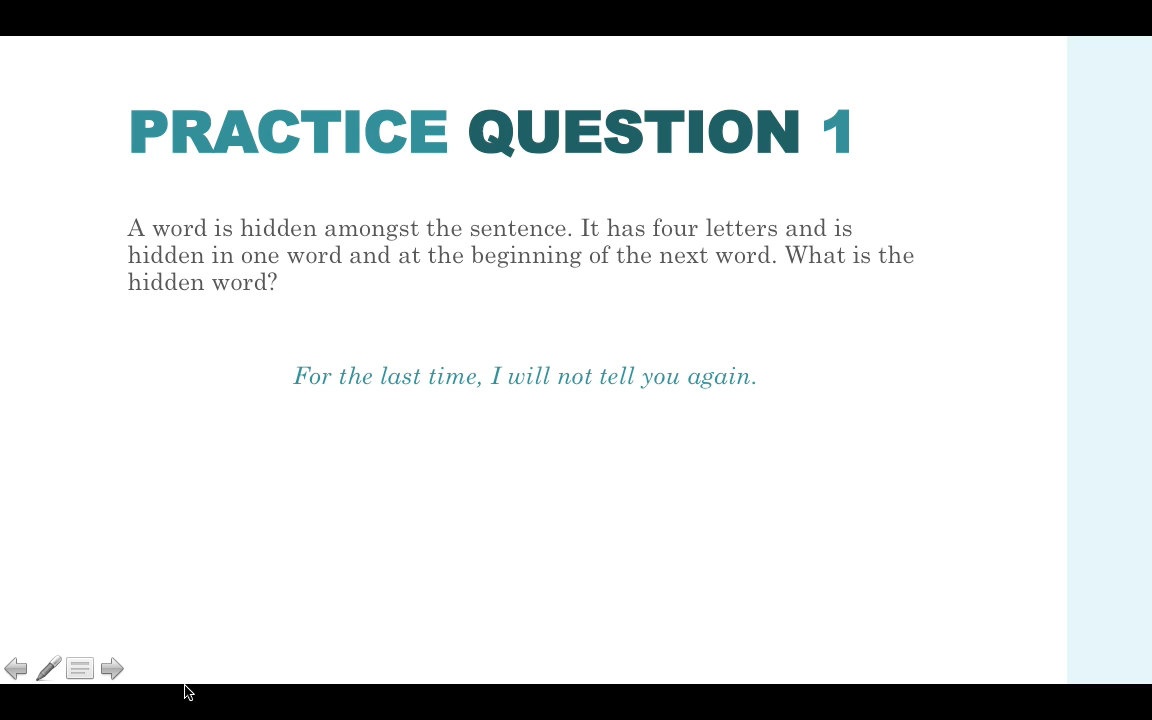 PRACTICE QUESTION 1
A word is hidden amongst the sentence. It has four letters and is
hidden in one word and at the beginning of the next word. What is the
hidden word?
For the last time, I will not tell you again.